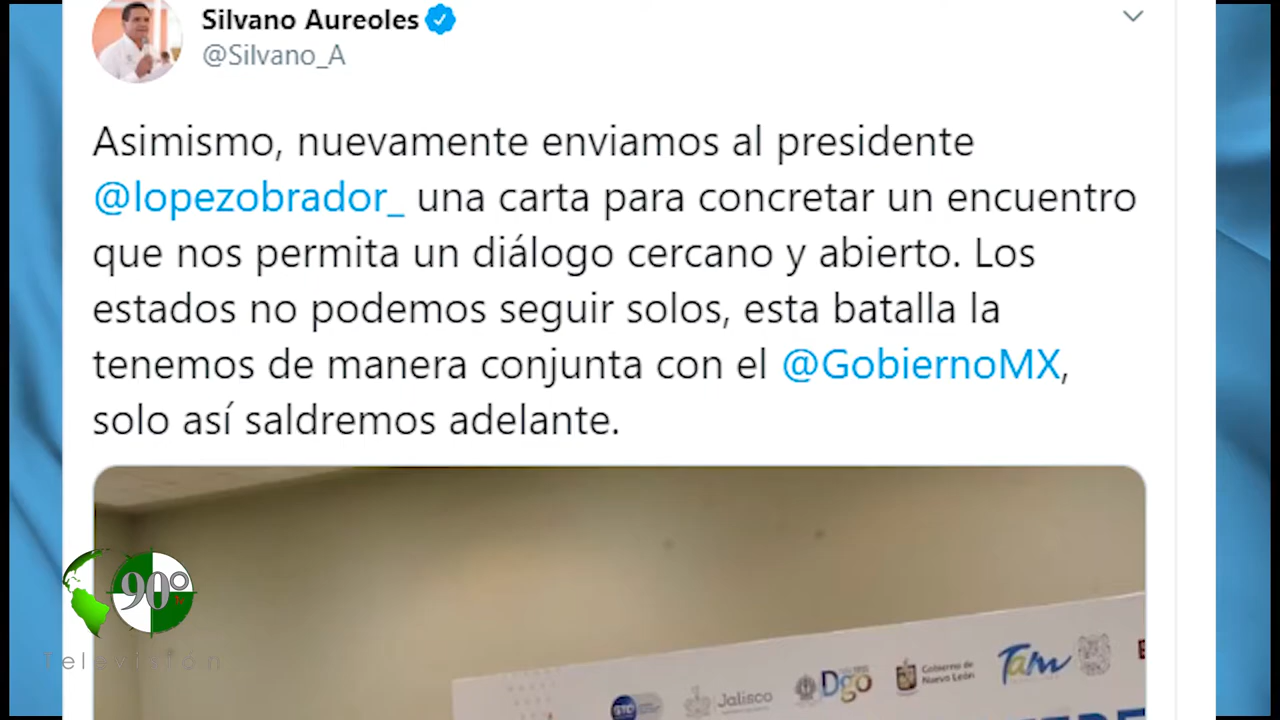 Silvano Aureoles
@Silvano_A
Asimismo, nuevamente enviamos al presidente
@lopezobrador_ una carta para concretar un encuentro
que nos permita un diálogo cercano y abierto. Los
estados no podemos seguir solos, esta batalla la
tenemos de manera conjunta con el @GobiernoMX,
solo así saldremos adelante.
90°
Televisión
GTO
Jalisco
Dgo
Gobierno de
Nuevo León
Tam